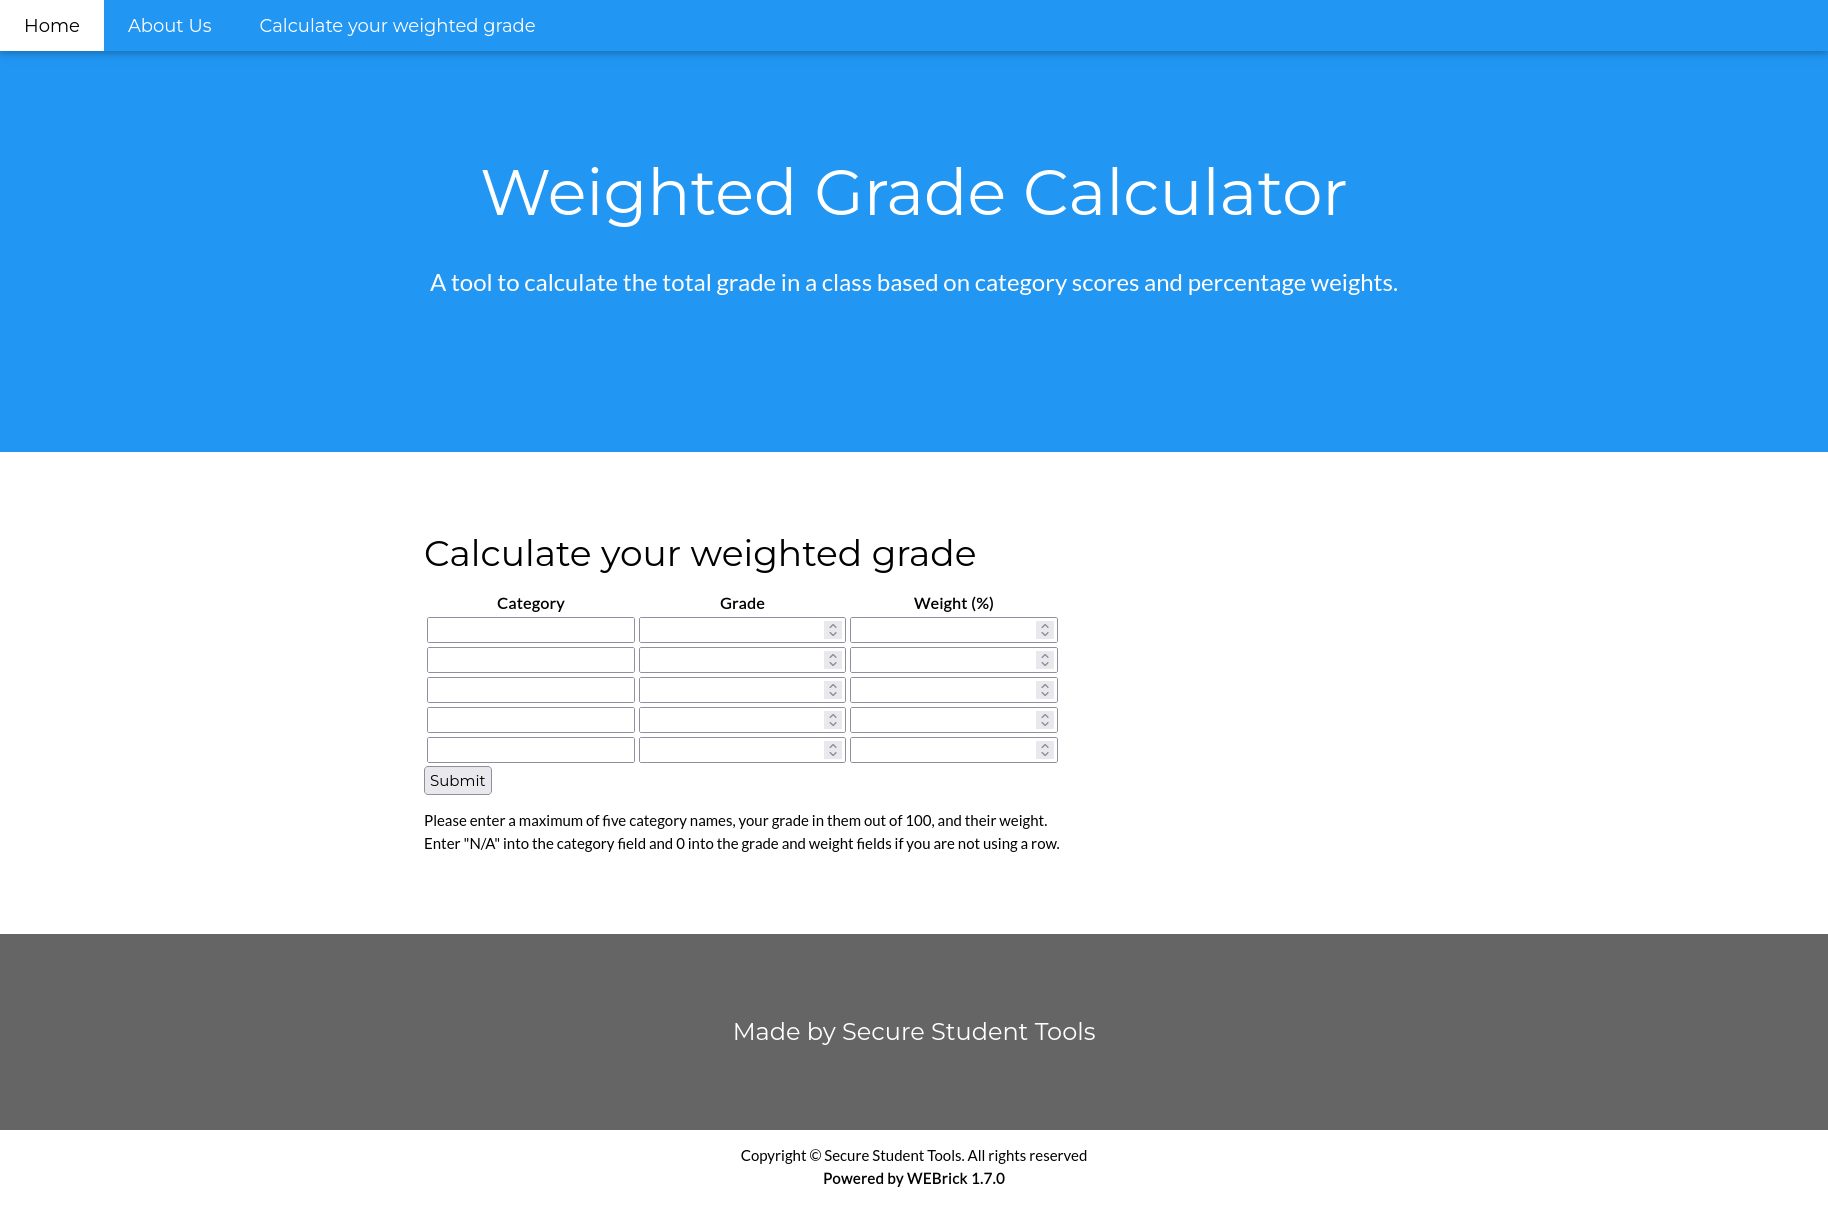 Home About Us Calculate your weighted grade
Weighted Grade Calculator
A tool to calculate the total grade in a class based on category scores and percentage weights.
Calculate your weighted grade
Category Grade Weight (%)
Submit
Please enter a maximum of five category names, your grade in them out of 100, and their weight.
Enter "N/A" into the category field and 0 into the grade and weight fields if you are not using a row.
Made by Secure Student Tools
Copyright © Secure Student Tools. All rights reserved
Powered by WEBrick 1.7.0